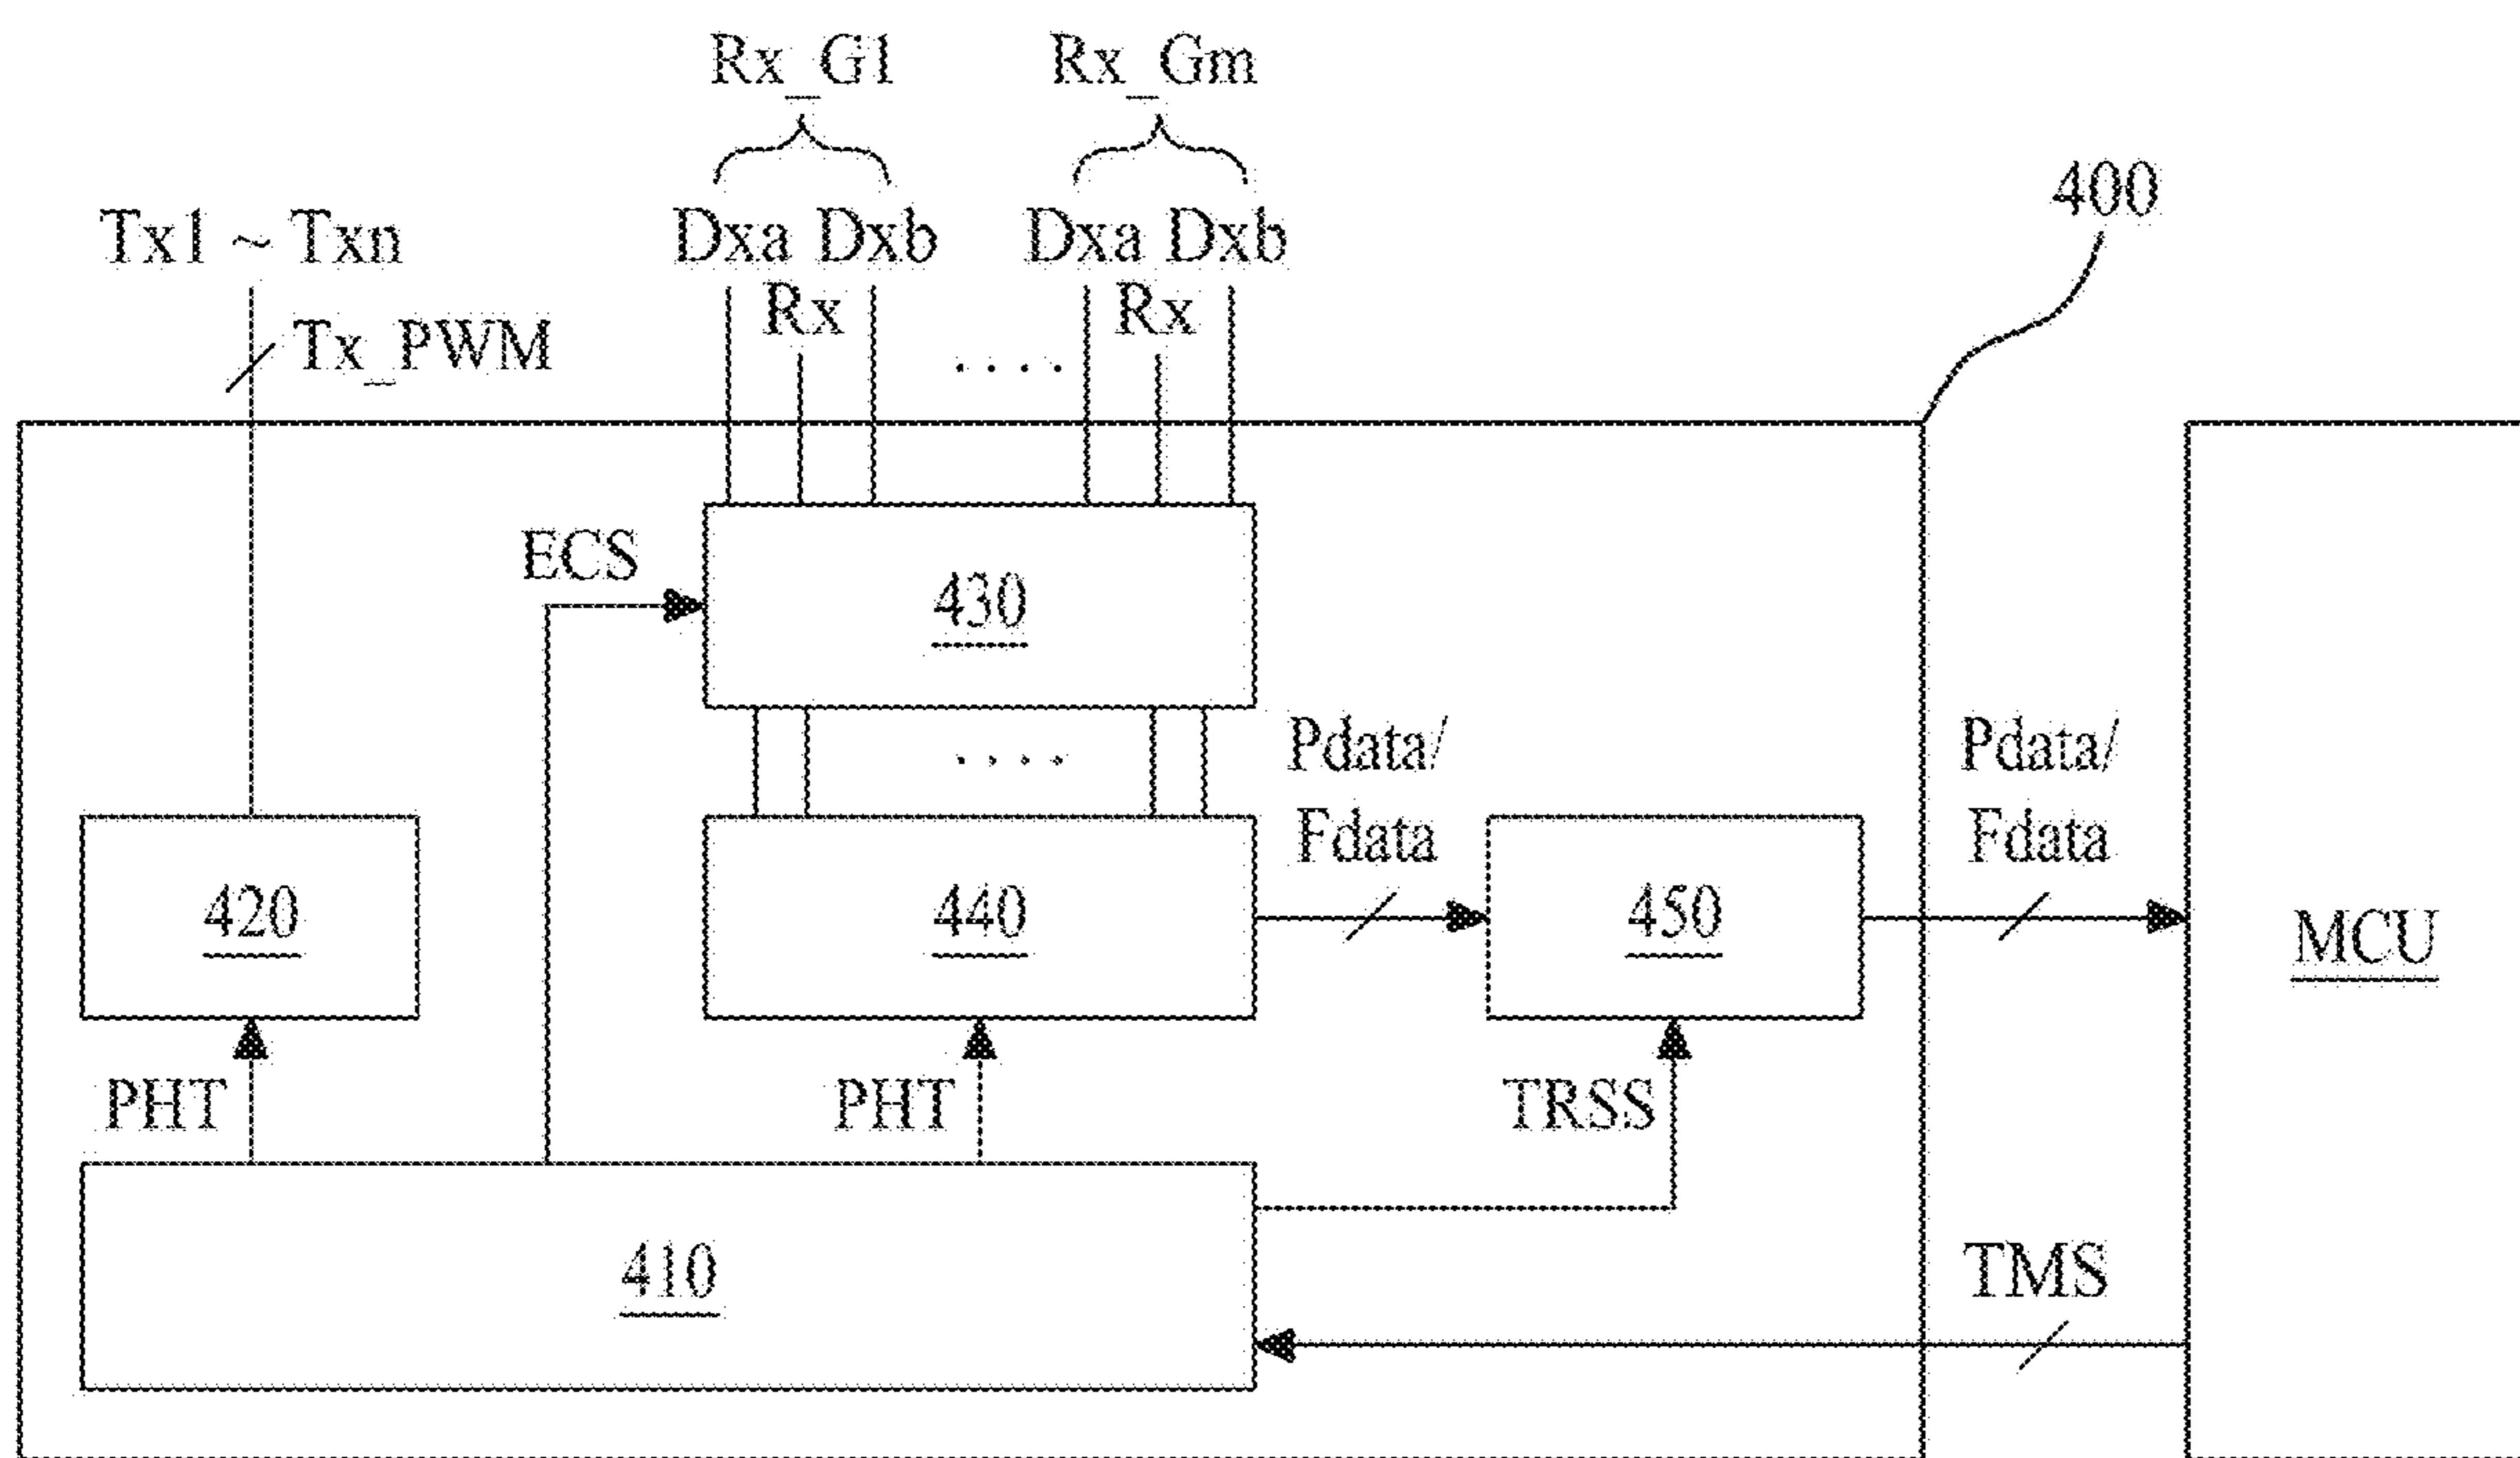 Rx_G1 Rx_Gm
400
Tx1 ~ Txn Dxa Dxb Dxa Dxb
Rx Rx
Tx_PWM
ECS
430
Pdata/ Pdata/
Fdata Fdata
420 440 450 MCU
PHT PHT TRSS
410 TMS